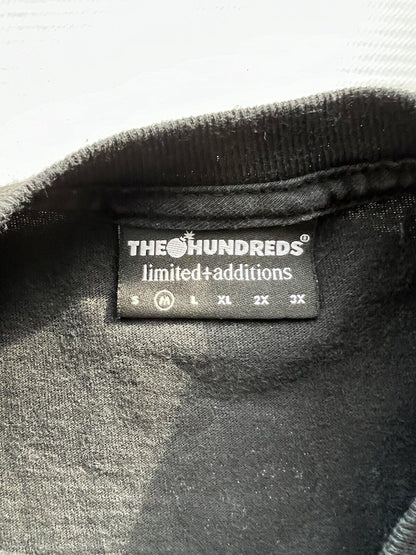 THE HUNDREDS®
limited+additions
S M L XL 2X 3X